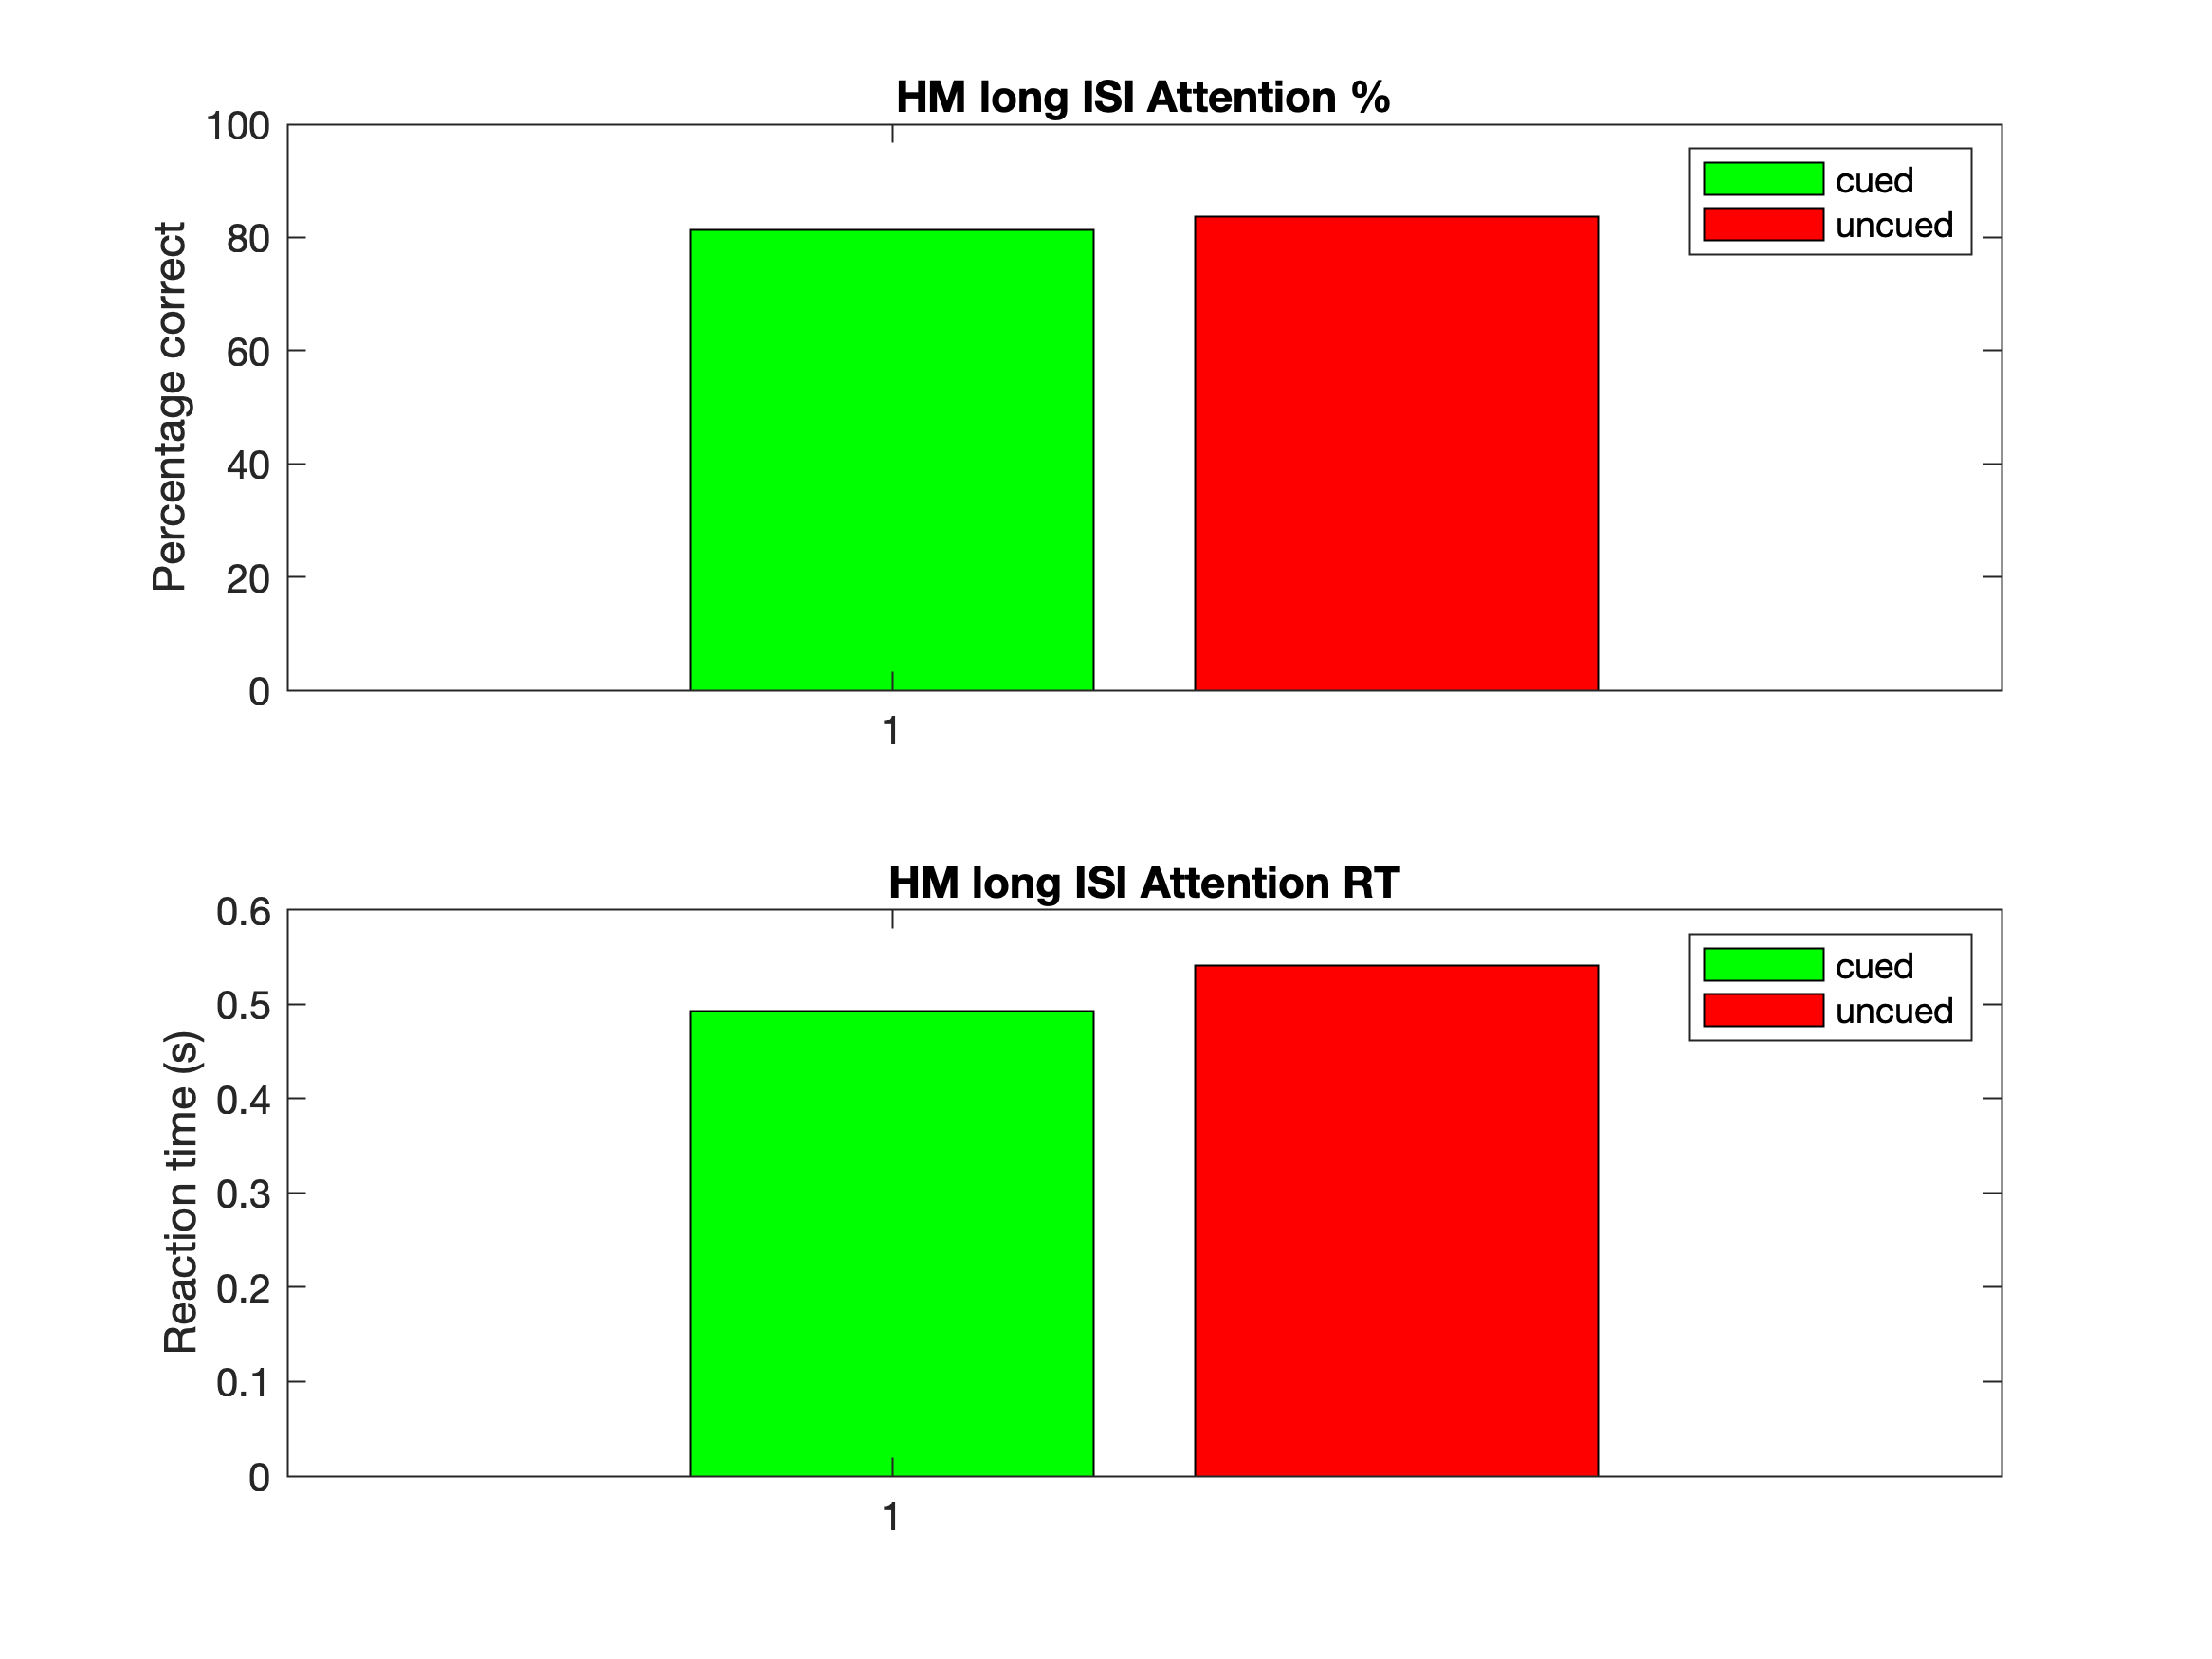 HM long ISI Attention %
100
80
60
40
20
0
Percentage correct
1
cued
uncued
HM long ISI Attention RT
0.6
0.5
0.4
0.3
0.2
0.1
0
Reaction time (s)
1
cued
uncued